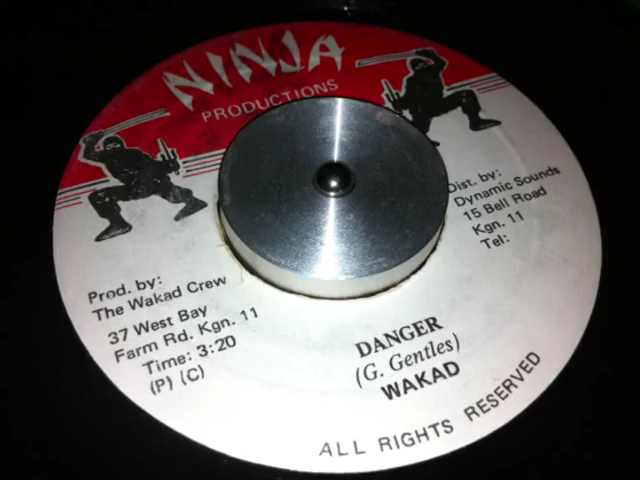 NINJA
PRODUCTIONS
Dist. by:
Dynamic Sounds
15 Bell Road
Kgn. 11
Tel:
Prod. by:
The Wakad Crew
37 West Bay
Farm Rd. Kgn. 11
Time: 3:20
(P) (C)
DANGER
(G. Gentles)
WAKAD
ALL RIGHTS RESERVED